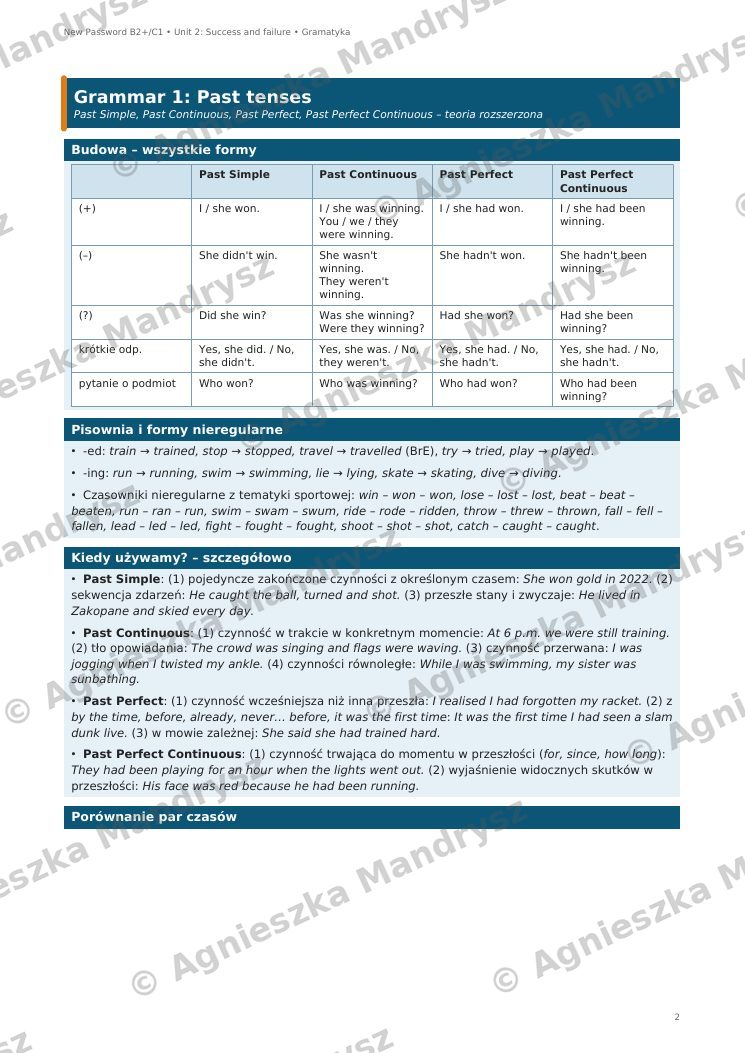 New Password B2+/C1 • Unit 2: Success and failure • Gramatyka
Grammar 1: Past tenses
Past Simple, Past Continuous, Past Perfect, Past Perfect Continuous – teoria rozszerzona
Budowa – wszystkie formy
Past Simple Past Continuous Past Perfect Past Perfect Continuous
(+) I / she won. I / she was winning. You / we / they were winning. I / she had won. I / she had been winning.
(–) She didn't win. She wasn't winning. They weren't winning. She hadn't won. She hadn't been winning.
(?) Did she win? Was she winning? Were they winning? Had she won? Had she been winning?
krótkie odp. Yes, she did. / No, she didn't. Yes, she was. / No, they weren't. Yes, she had. / No, she hadn't. Yes, she had. / No, she hadn't.
pytanie o podmiot Who won? Who was winning? Who had won? Who had been winning?
Pisownia i formy nieregularne
• -ed: train → trained, stop → stopped, travel → travelled (BrE), try → tried, play → played.
• -ing: run → running, swim → swimming, lie → lying, skate → skating, dive → diving.
• Czasowniki nieregularne z tematyki sportowej: win – won – won, lose – lost – lost, beat – beat –
beaten, run – ran – run, swim – swam – swum, ride – rode – ridden, throw – threw – thrown, fall – fell –
fallen, lead – led – led, fight – fought – fought, shoot – shot – shot, catch – caught – caught.
Kiedy używamy? – szczegółowo
• Past Simple: (1) pojedyncze zakończone czynności z określonym czasem: She won gold in 2022. (2)
sekwencja zdarzeń: He caught the ball, turned and shot. (3) przeszłe stany i zwyczaje: He lived in
Zakopane and skied every day.
• Past Continuous: (1) czynność w trakcie w konkretnym momencie: At 6 p.m. we were still training.
(2) tło opowiadania: The crowd was singing and flags were waving. (3) czynność przerwana: I was
jogging when I twisted my ankle. (4) czynności równoległe: While I was swimming, my sister was
sunbathing.
• Past Perfect: (1) czynność wcześniejsza niż inna przeszła: I realised I had forgotten my racket. (2) z
by the time, before, already, never… before, it was the first time: It was the first time I had seen a slam
dunk live. (3) w mowie zależnej: She said she had trained hard.
• Past Perfect Continuous: (1) czynność trwająca do momentu w przeszłości (for, since, how long):
They had been playing for an hour when the lights went out. (2) wyjaśnienie widocznych skutków w
przeszłości: His face was red because he had been running.
Porównanie par czasów
© Agnieszka Mandrysz
2